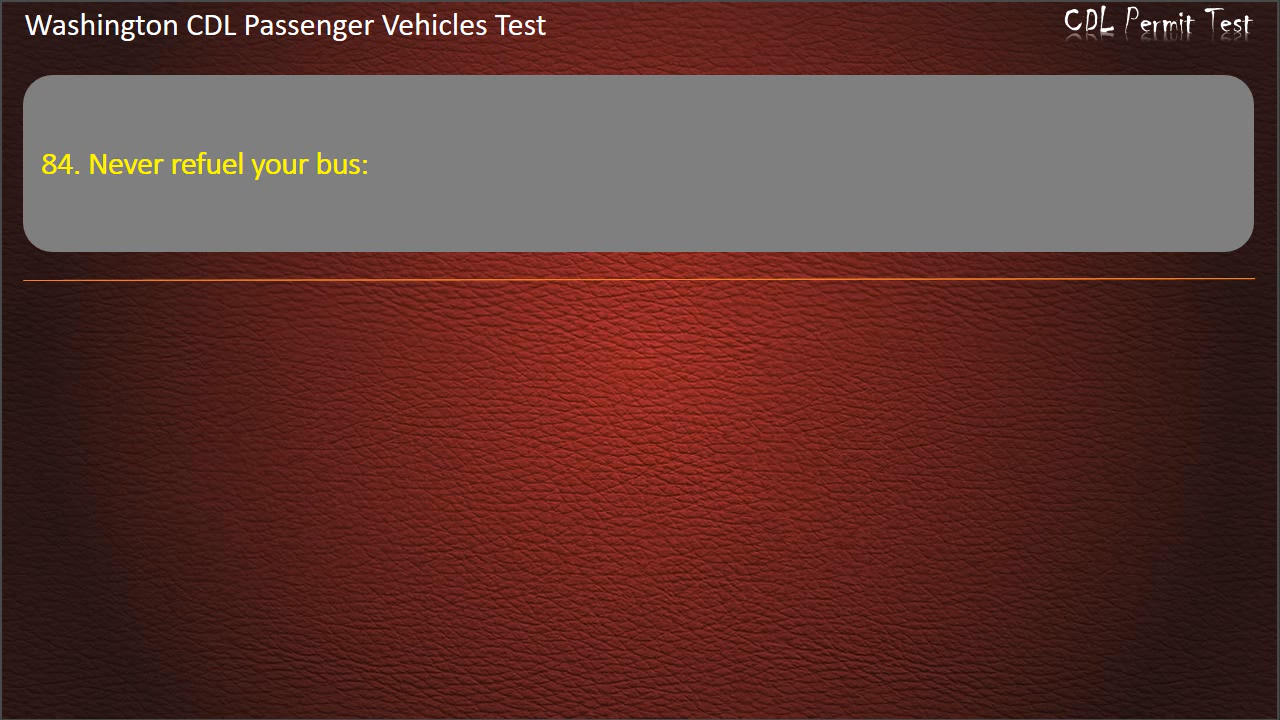 Washington CDL Passenger Vehicles Test
CDL Permit Test
84. Never refuel your bus: